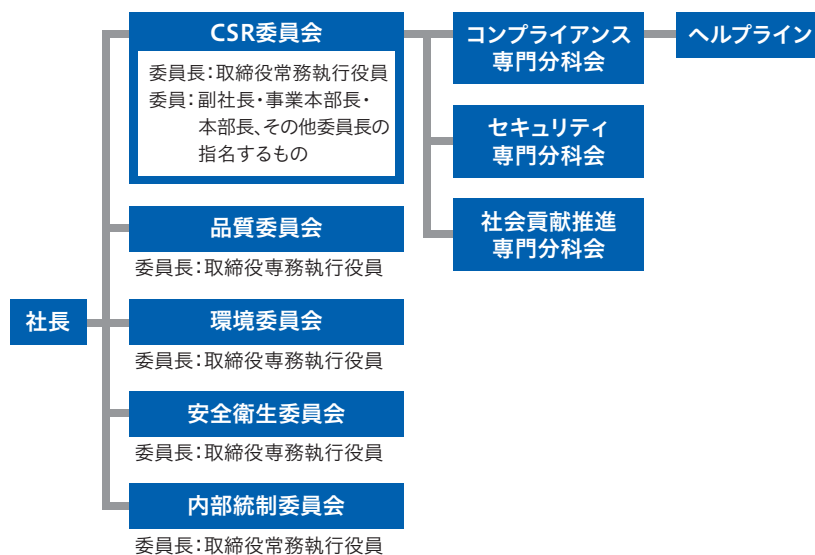 社長
CSR委員会
委員長：取締役常務執行役員
委員：副社長・事業本部長・
本部長、その他委員長の
指名するもの
品質委員会
委員長：取締役専務執行役員
環境委員会
委員長：取締役専務執行役員
安全衛生委員会
委員長：取締役専務執行役員
内部統制委員会
委員長：取締役常務執行役員
コンプライアンス
専門分科会
セキュリティ
専門分科会
社会貢献推進
専門分科会
ヘルプライン